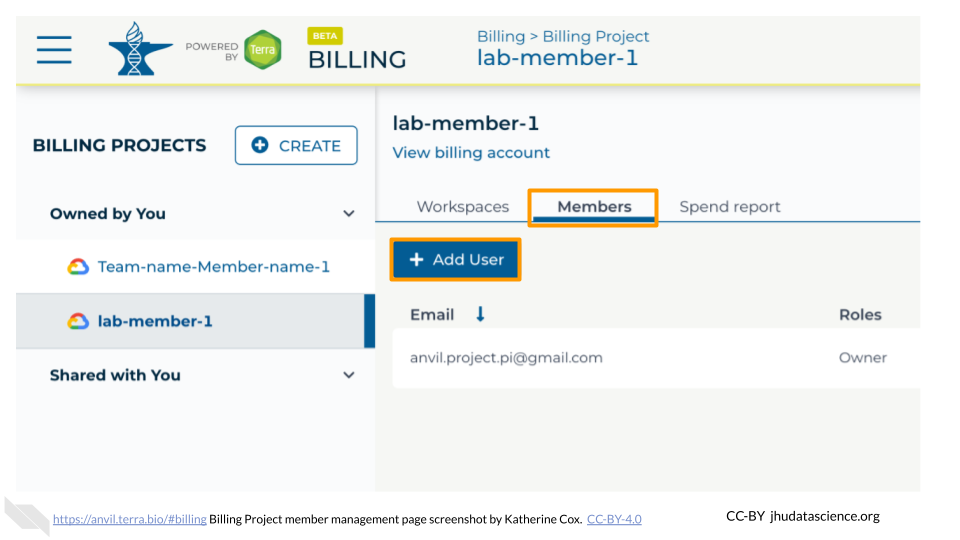 POWERED BY Terra
BETA
BILLING
Billing > Billing Project
lab-member-1
BILLING PROJECTS
CREATE
Owned by You
Team-name-Member-name-1
lab-member-1
Shared with You
lab-member-1
View billing account
Workspaces Members Spend report
+ Add User
Email ↓ Roles
anvil.project.pi@gmail.com Owner
https://anvil.terra.bio/#billing Billing Project member management page screenshot by Katherine Cox. CC-BY-4.0
CC-BY jhudatascience.org